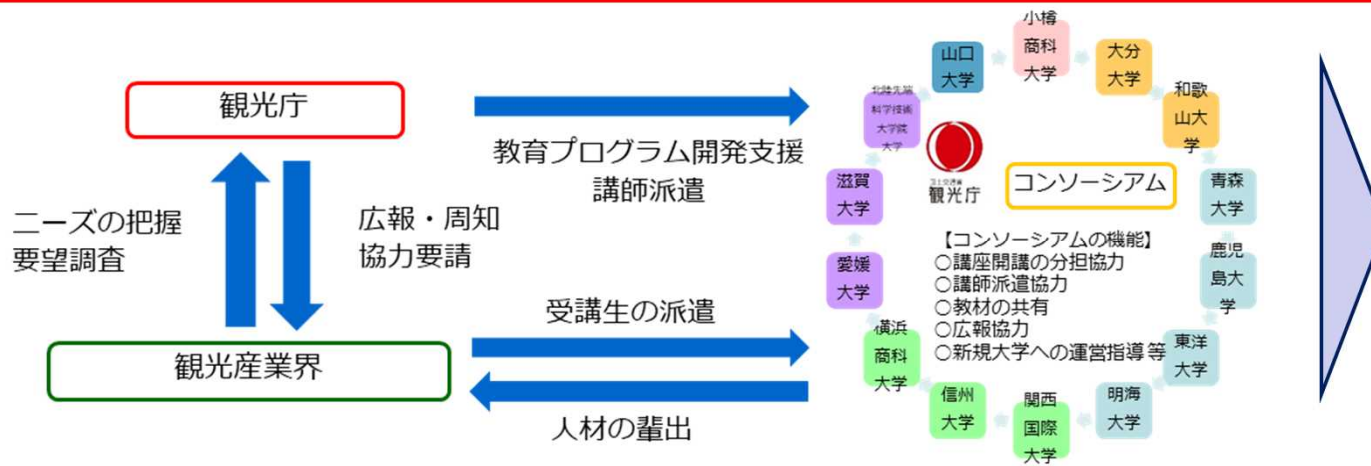 観光庁
ニーズの把握
要望調査
広報・周知
協力要請
観光産業界
教育プログラム開発支援
講師派遣
受講生の派遣
人材の輩出
小樽
商科
大学
大分
大学
和歌
山大
学
青森
大学
鹿児
島大
学
東洋
大学
明海
大学
関西
国際
大学
信州
大学
横浜
商科
大学
愛媛
大学
滋賀
大学
北陸先端
科学技術
大学院
大学
山口
大学
国土交通省
観光庁
コンソーシアム
【コンソーシアムの機能】
○講座開講の分担協力
○講師派遣協力
○教材の共有
○広報協力
○新規大学への運営指導等